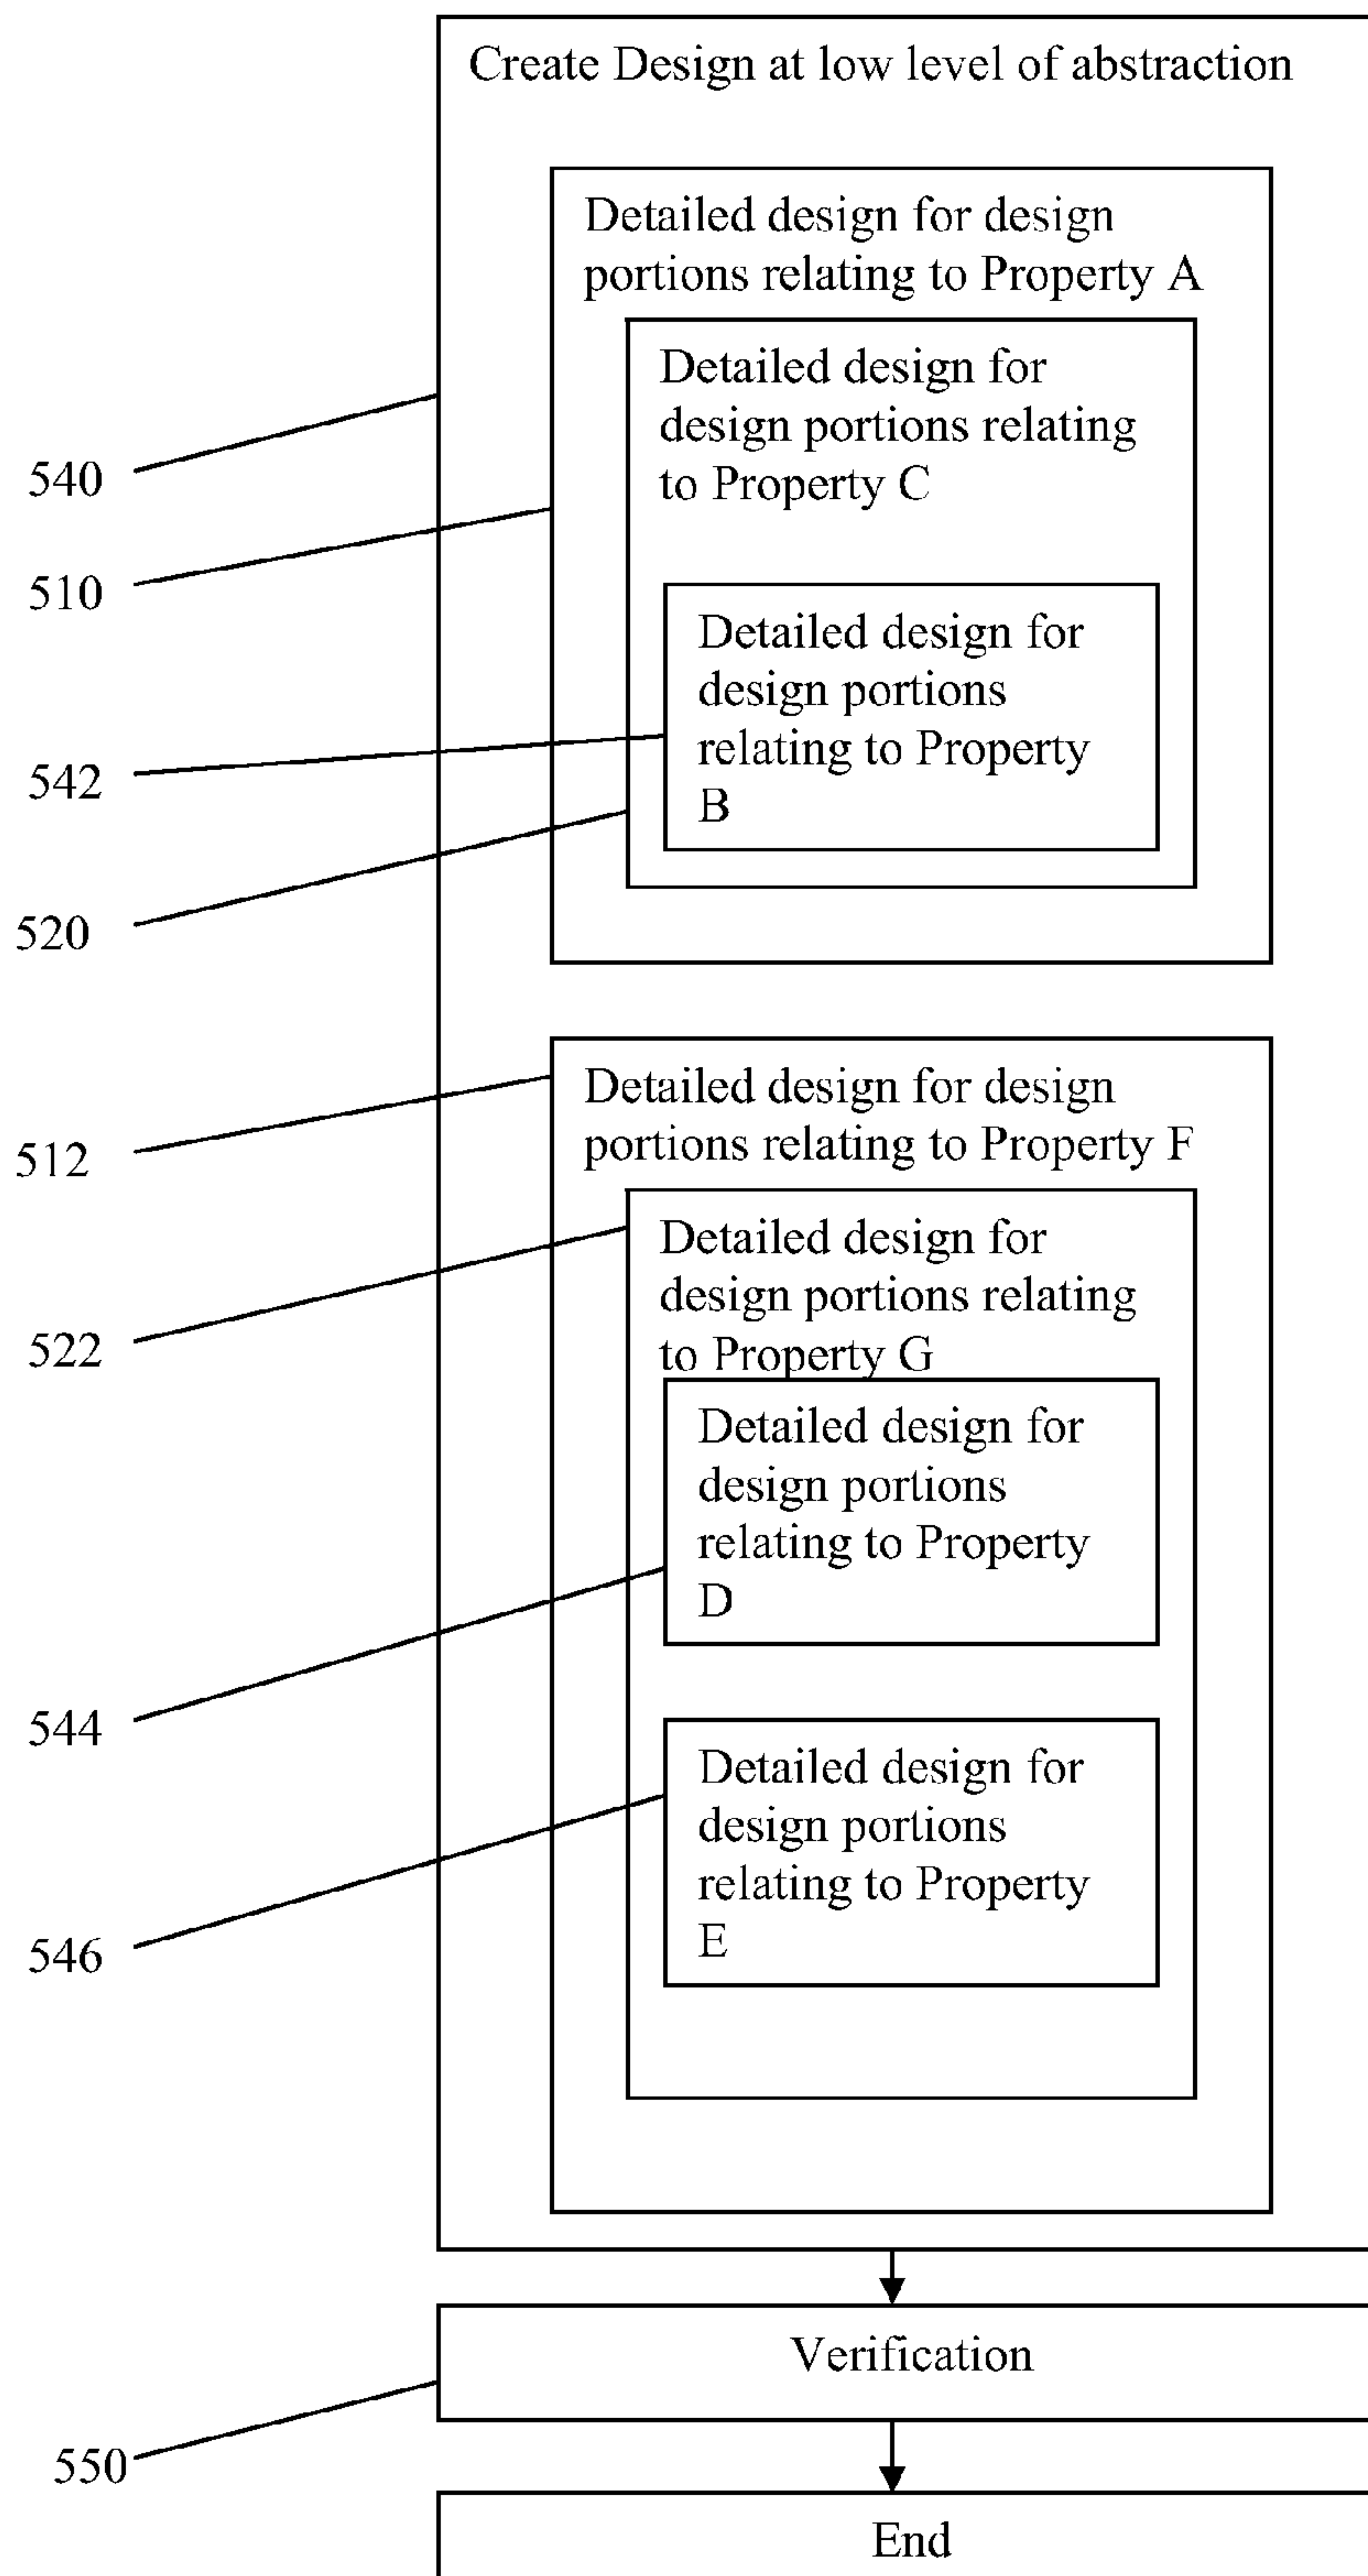 Create Design at low level of abstraction
Detailed design for design
portions relating to Property A
Detailed design for
design portions relating
to Property C
540
510
Detailed design for
design portions
relating to Property
B
542
520
Detailed design for design
portions relating to Property F
512
Detailed design for
design portions relating
to Property G
522
Detailed design for
design portions
relating to Property
D
544
Detailed design for
design portions
relating to Property
E
546
Verification
550
End